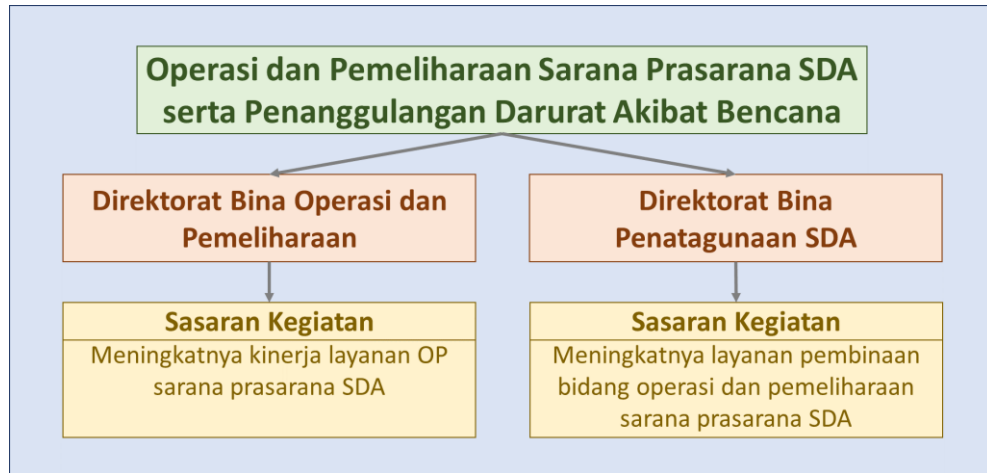 Operasi dan Pemeliharaan Sarana Prasarana SDA
serta Penanggulangan Darurat Akibat Bencana
Direktorat Bina Operasi dan
Pemeliharaan
Direktorat Bina
Penatagunaan SDA
Sasaran Kegiatan
Meningkatnya kinerja layanan OP
sarana prasarana SDA
Sasaran Kegiatan
Meningkatnya layanan pembinaan
bidang operasi dan pemeliharaan
sarana prasarana SDA